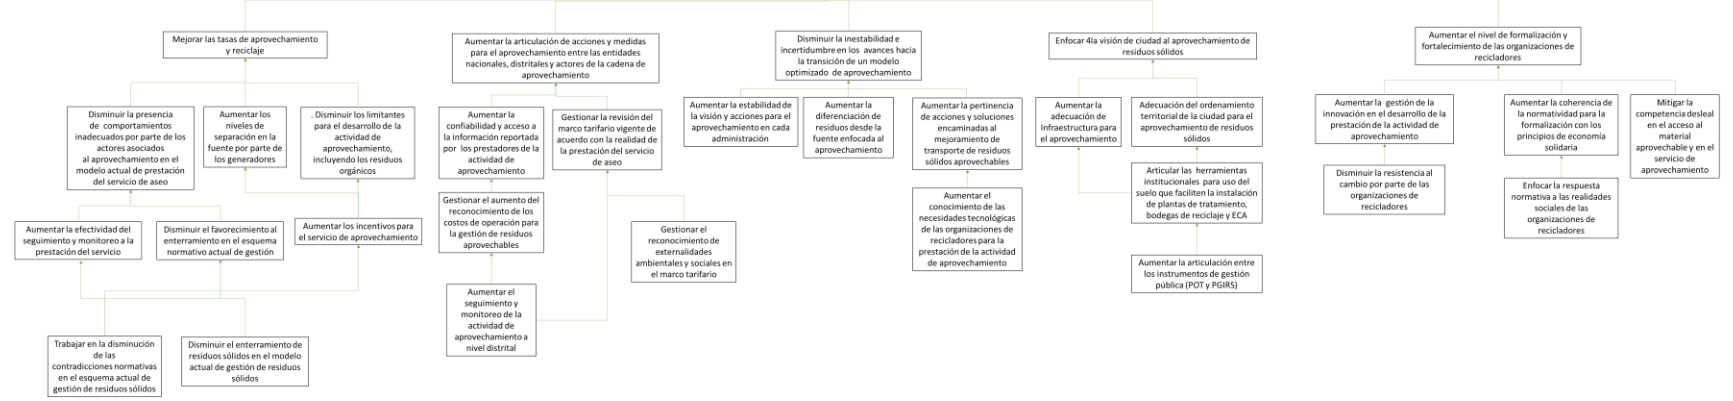 Mejorar las tasas de aprovechamiento
y reciclaje
Aumentar la articulación de acciones y medidas
para el aprovechamiento entre las entidades
nacionales, distritales y actores de la cadena de
aprovechamiento
Disminuir la inestabilidad e
incertidumbre en los avances hacia
la transición de un modelo
optimizado de aprovechamiento
Enfocar 4la visión de ciudad al aprovechamiento de
residuos sólidos
Aumentar el nivel de formalización y
fortalecimiento de las organizaciones de
recicladores
Disminuir la presencia
de comportamientos
inadecuados por parte de los
actores asociados
al aprovechamiento en el
modelo actual de prestación
del servicio de aseo
Aumentar los
niveles de
separación en la
fuente por parte de
los generadores
. Disminuir los limitantes
para el desarrollo de la
actividad de
aprovechamiento,
incluyendo los residuos
orgánicos
Aumentar la
confiabilidad y acceso a
la información reportada
por los prestadores de la
actividad de
aprovechamiento
Gestionar la revisión del
marco tarifario vigente de
acuerdo con la realidad de
la prestación del servicio
de aseo
Aumentar la estabilidad de
la visión y acciones para el
aprovechamiento en cada
administración
Aumentar la
diferenciación de
residuos desde la
fuente enfocada al
aprovechamiento
Aumentar la pertinencia
de acciones y soluciones
encaminadas al
mejoramiento de
transporte de residuos
sólidos aprovechables
Aumentar la
adecuación de
Infraestructura para
el aprovechamiento
Adecuación del ordenamiento
territorial de la ciudad para el
aprovechamiento de residuos
sólidos
Aumentar la gestión de la
innovación en el desarrollo de la
prestación de la actividad de
aprovechamiento
Aumentar la coherencia de
la normatividad para la
formalización con los
principios de economía
solidaria
Mitigar la
competencia desleal
en el acceso al
material
aprovechable y en el
servicio de
aprovechamiento
Aumentar la efectividad del
seguimiento y monitoreo a la
prestación del servicio
Disminuir el favorecimiento al
enterramiento en el esquema
normativo actual de gestión
Aumentar los incentivos para
el servicio de aprovechamiento
Gestionar el aumento del
reconocimiento de los
costos de operación para
la gestión de residuos
aprovechables
Gestionar el
reconocimiento de
externalidades
ambientales y sociales en
el marco tarifario
Aumentar el
conocimiento de las
necesidades tecnológicas
de las organizaciones de
recicladores para la
prestación de la actividad
de aprovechamiento
Articular las herramientas
institucionales para uso del
suelo que faciliten la instalación
de plantas de tratamiento,
bodegas de reciclaje y ECA
Disminuir la resistencia al
cambio por parte de las
organizaciones de
recicladores
Enfocar la respuesta
normativa a las realidades
sociales de las
organizaciones de
recicladores
Aumentar la articulación entre
los instrumentos de gestión
pública (POT y PGIRS)
Aumentar el
seguimiento y
monitoreo de la
actividad de
aprovechamiento a
nivel distrital
Trabajar en la disminución
de las
contradicciones normativas
en el esquema actual de
gestión de residuos sólidos
Disminuir el enterramiento de
residuos sólidos en el modelo
actual de gestión de residuos
sólidos